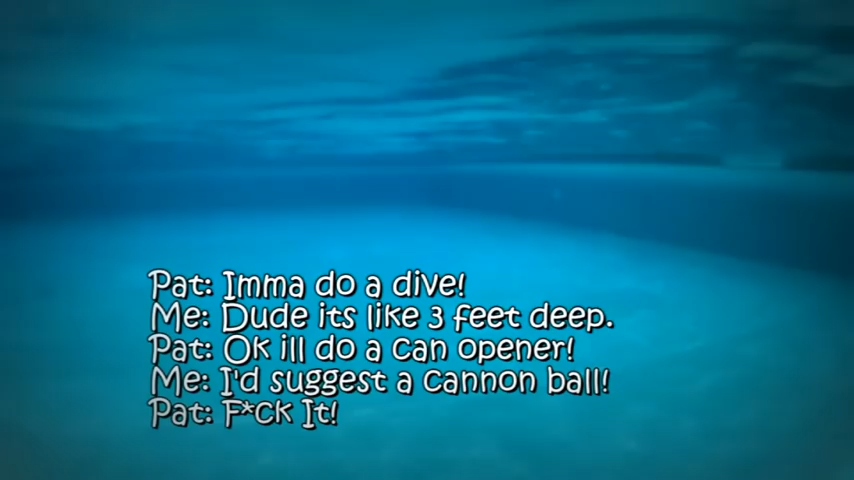 Pat: Imma do a dive!
Me: Dude its like 3 feet deep.
Pat: Ok ill do a can opener!
Me: I'd suggest a cannon ball!
Pat: F*ck It!